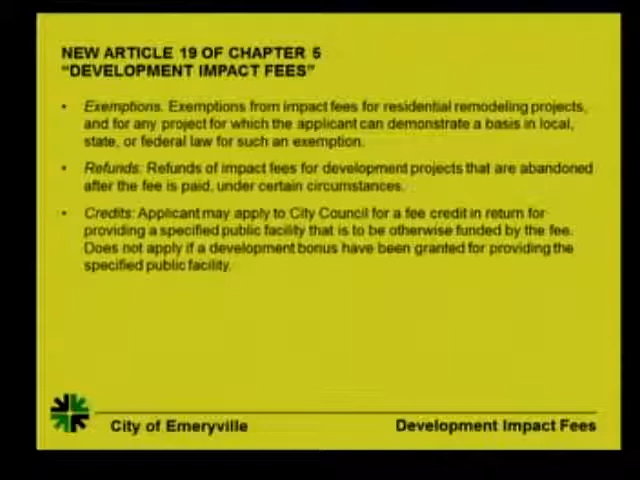 NEW ARTICLE 19 OF CHAPTER 5
"DEVELOPMENT IMPACT FEES"
• Exemptions. Exemptions from impact fees for residential remodeling projects,
and for any project for which the applicant can demonstrate a basis in local,
state, or federal law for such an exemption.
• Refunds: Refunds of impact fees for development projects that are abandoned
after the fee is paid, under certain circumstances.
• Credits: Applicant may apply to City Council for a fee credit in return for
providing a specified public facility that is to be otherwise funded by the fee.
Does not apply if a development bonus have been granted for providing the
specified public facility.
City of Emeryville
Development Impact Fees